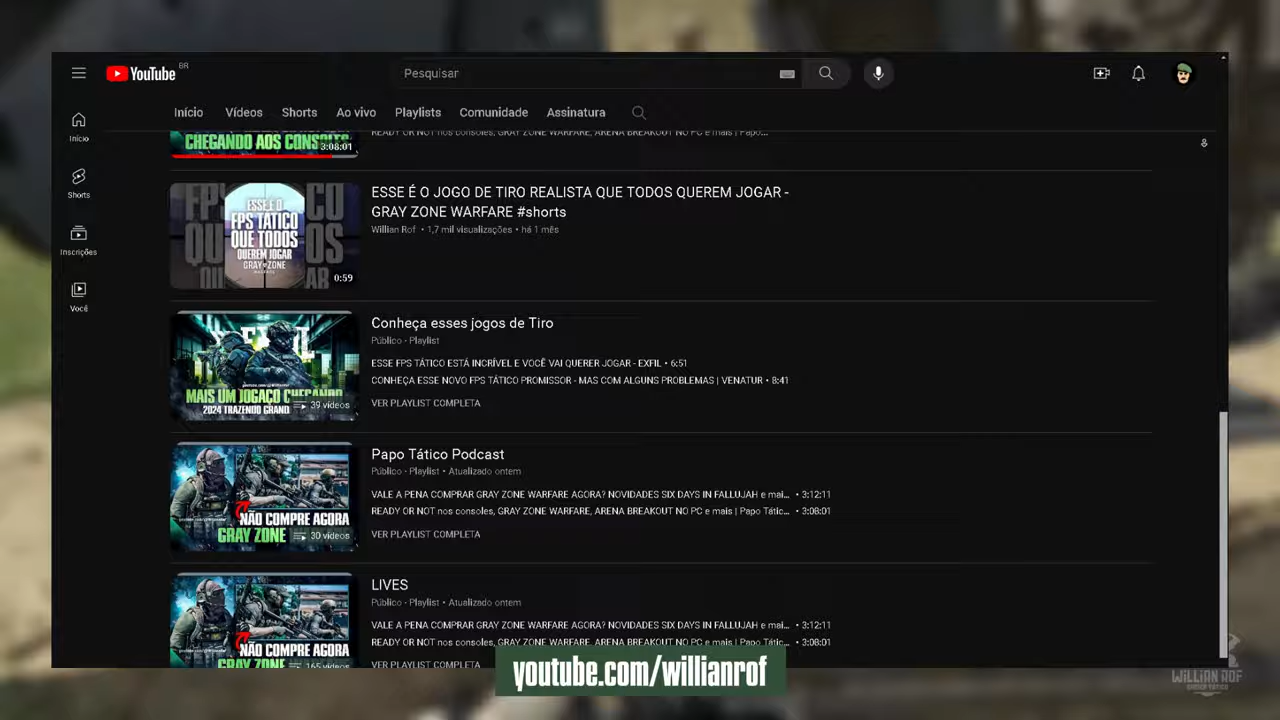 YouTube BR
Pesquisar
Início Vídeos Shorts Ao vivo Playlists Comunidade Assinatura
Início
Shorts
Inscrições
Você
CHEGANDO AOS CONSOLES
3:08:01
READY OR NOT nos consoles, GRAY ZONE WARFARE, ARENA BREAKOUT NO PC e mais | Papo...
ESSE É O
FPS TÁTICO
QUE TODOS
QUEREM JOGAR
GRAY ZONE
WARFARE
0:59
ESSE É O JOGO DE TIRO REALISTA QUE TODOS QUEREM JOGAR -
GRAY ZONE WARFARE #shorts
Willian Rof • 1,7 mil visualizações • há 1 mês
MAIS UM JOGAÇO CHEGANDO
2024 TRAZENDO GRAND
39 vídeos
Conheça esses jogos de Tiro
Público · Playlist
ESSE FPS TÁTICO ESTÁ INCRÍVEL E VOCÊ VAI QUERER JOGAR - EXFIL • 6:51
CONHEÇA ESSE NOVO FPS TÁTICO PROMISSOR - MAS COM ALGUNS PROBLEMAS | VENATUR • 8:41
VER PLAYLIST COMPLETA
NÃO COMPRE AGORA
GRAY ZONE
30 vídeos
Papo Tático Podcast
Público · Playlist • Atualizado ontem
VALE A PENA COMPRAR GRAY ZONE WARFARE AGORA? NOVIDADES SIX DAYS IN FALLUJAH e mai... • 3:12:11
READY OR NOT nos consoles, GRAY ZONE WARFARE, ARENA BREAKOUT NO PC e mais | Papo Tátic... • 3:08:01
VER PLAYLIST COMPLETA
NÃO COMPRE AGORA
GRAY ZONE
165 vídeos
LIVES
Público · Playlist • Atualizado ontem
VALE A PENA COMPRAR GRAY ZONE WARFARE AGORA? NOVIDADES SIX DAYS IN FALLUJAH e mai... • 3:12:11
READY OR NOT nos consoles, GRAY ZONE WARFARE, ARENA BREAKOUT NO PC e mais | Papo Tátic... • 3:08:01
VER PLAYLIST COMPLETA
youtube.com/willianrof
WILLIAN ROF